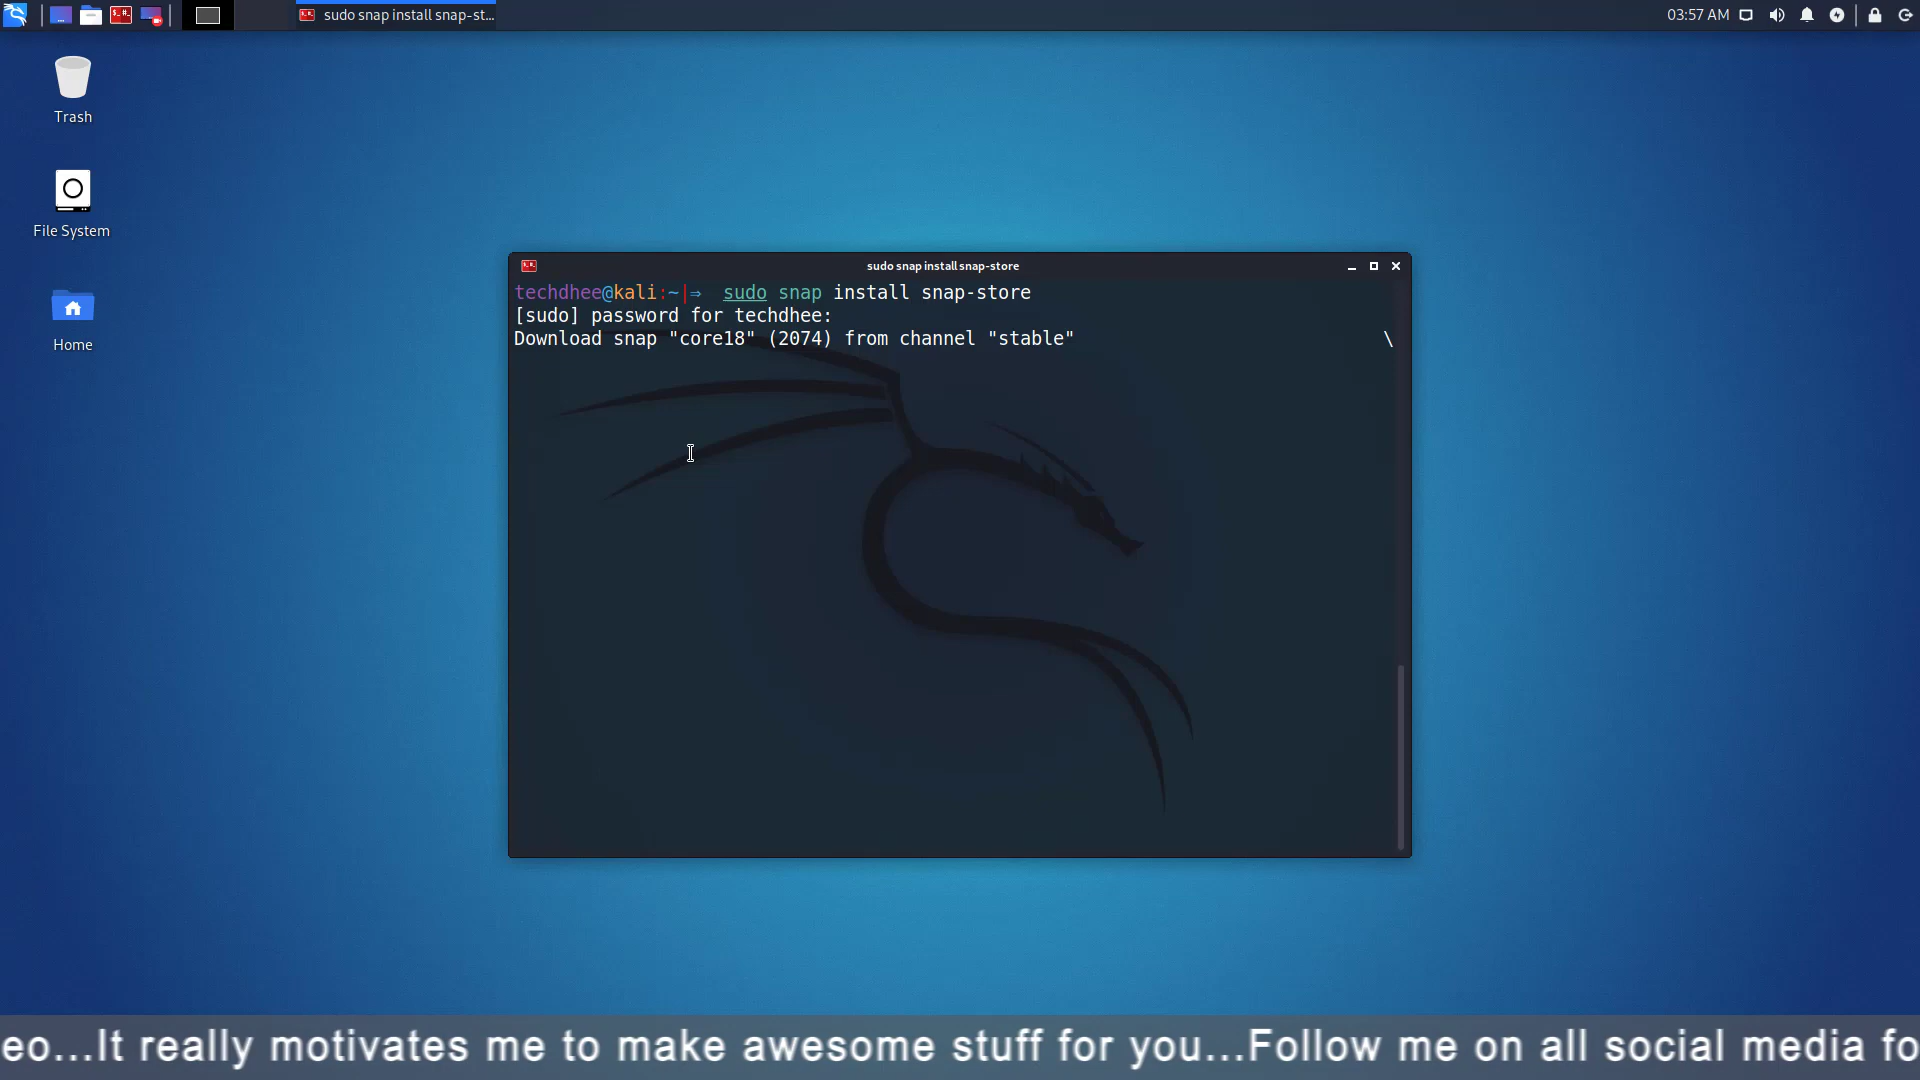 sudo snap install snap-st...
03:57 AM
Trash
File System
Home
sudo snap install snap-store
techdhee@kali:~|⇒  sudo snap install snap-store
[sudo] password for techdhee:
Download snap "core18" (2074) from channel "stable" \
eo...It really motivates me to make awesome stuff for you...Follow me on all social media fo